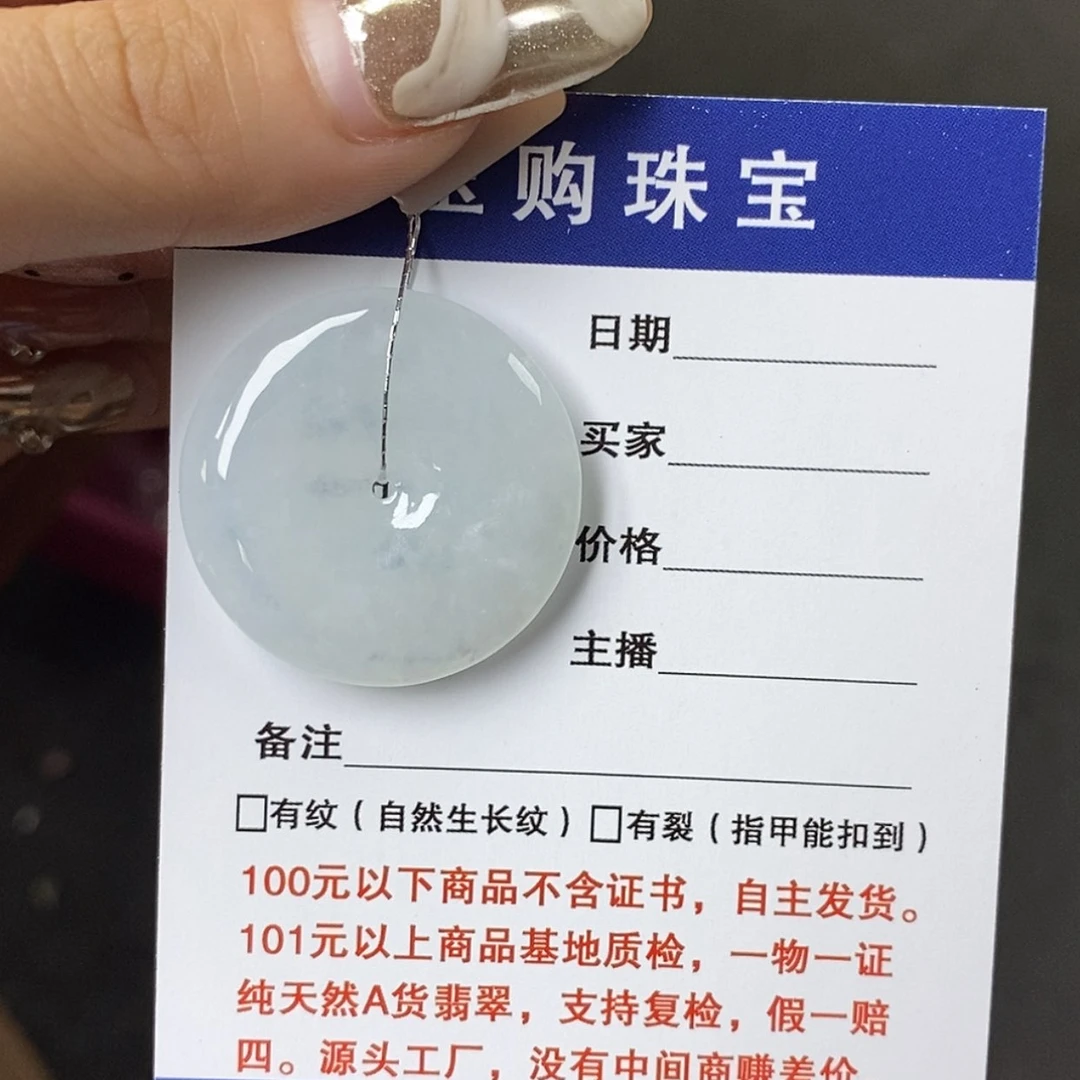 购珠宝
日期
买家
价格
主播
备注
□有纹（自然生长纹）□有裂（指甲能扣到）
100元以下商品不含证书，自主发货。
101元以上商品基地质检，一物一证
纯天然A货翡翠，支持复检，假一赔
四。源头工厂，没有中间商赚差价